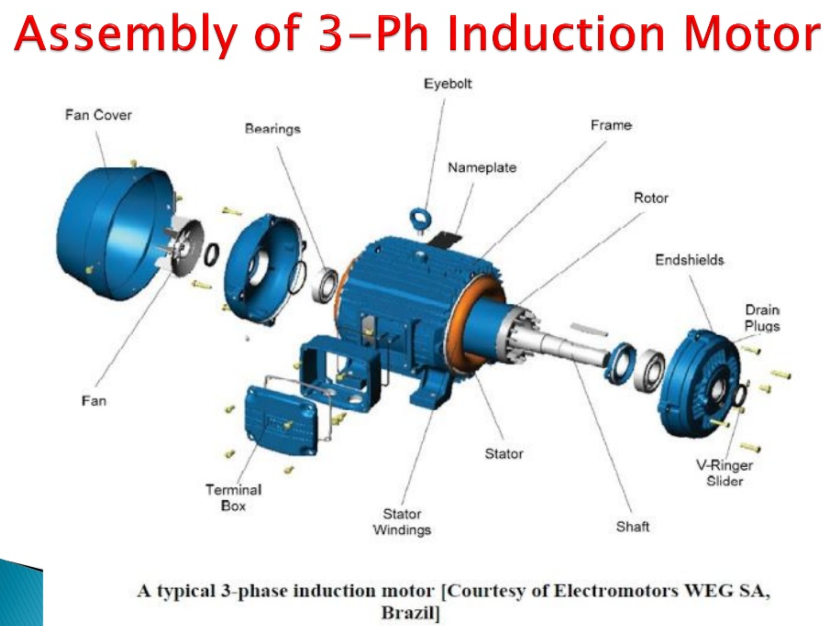 Assembly of 3-Ph Induction Motor
Eyebolt
Fan Cover
Bearings
Frame
Nameplate
Rotor
Endshields
Drain
Plugs
Fan
Stator
V-Ringer
Slider
Terminal
Box
Stator
Windings
Shaft
A typical 3-phase induction motor [Courtesy of Electromotors WEG SA,
Brazil]